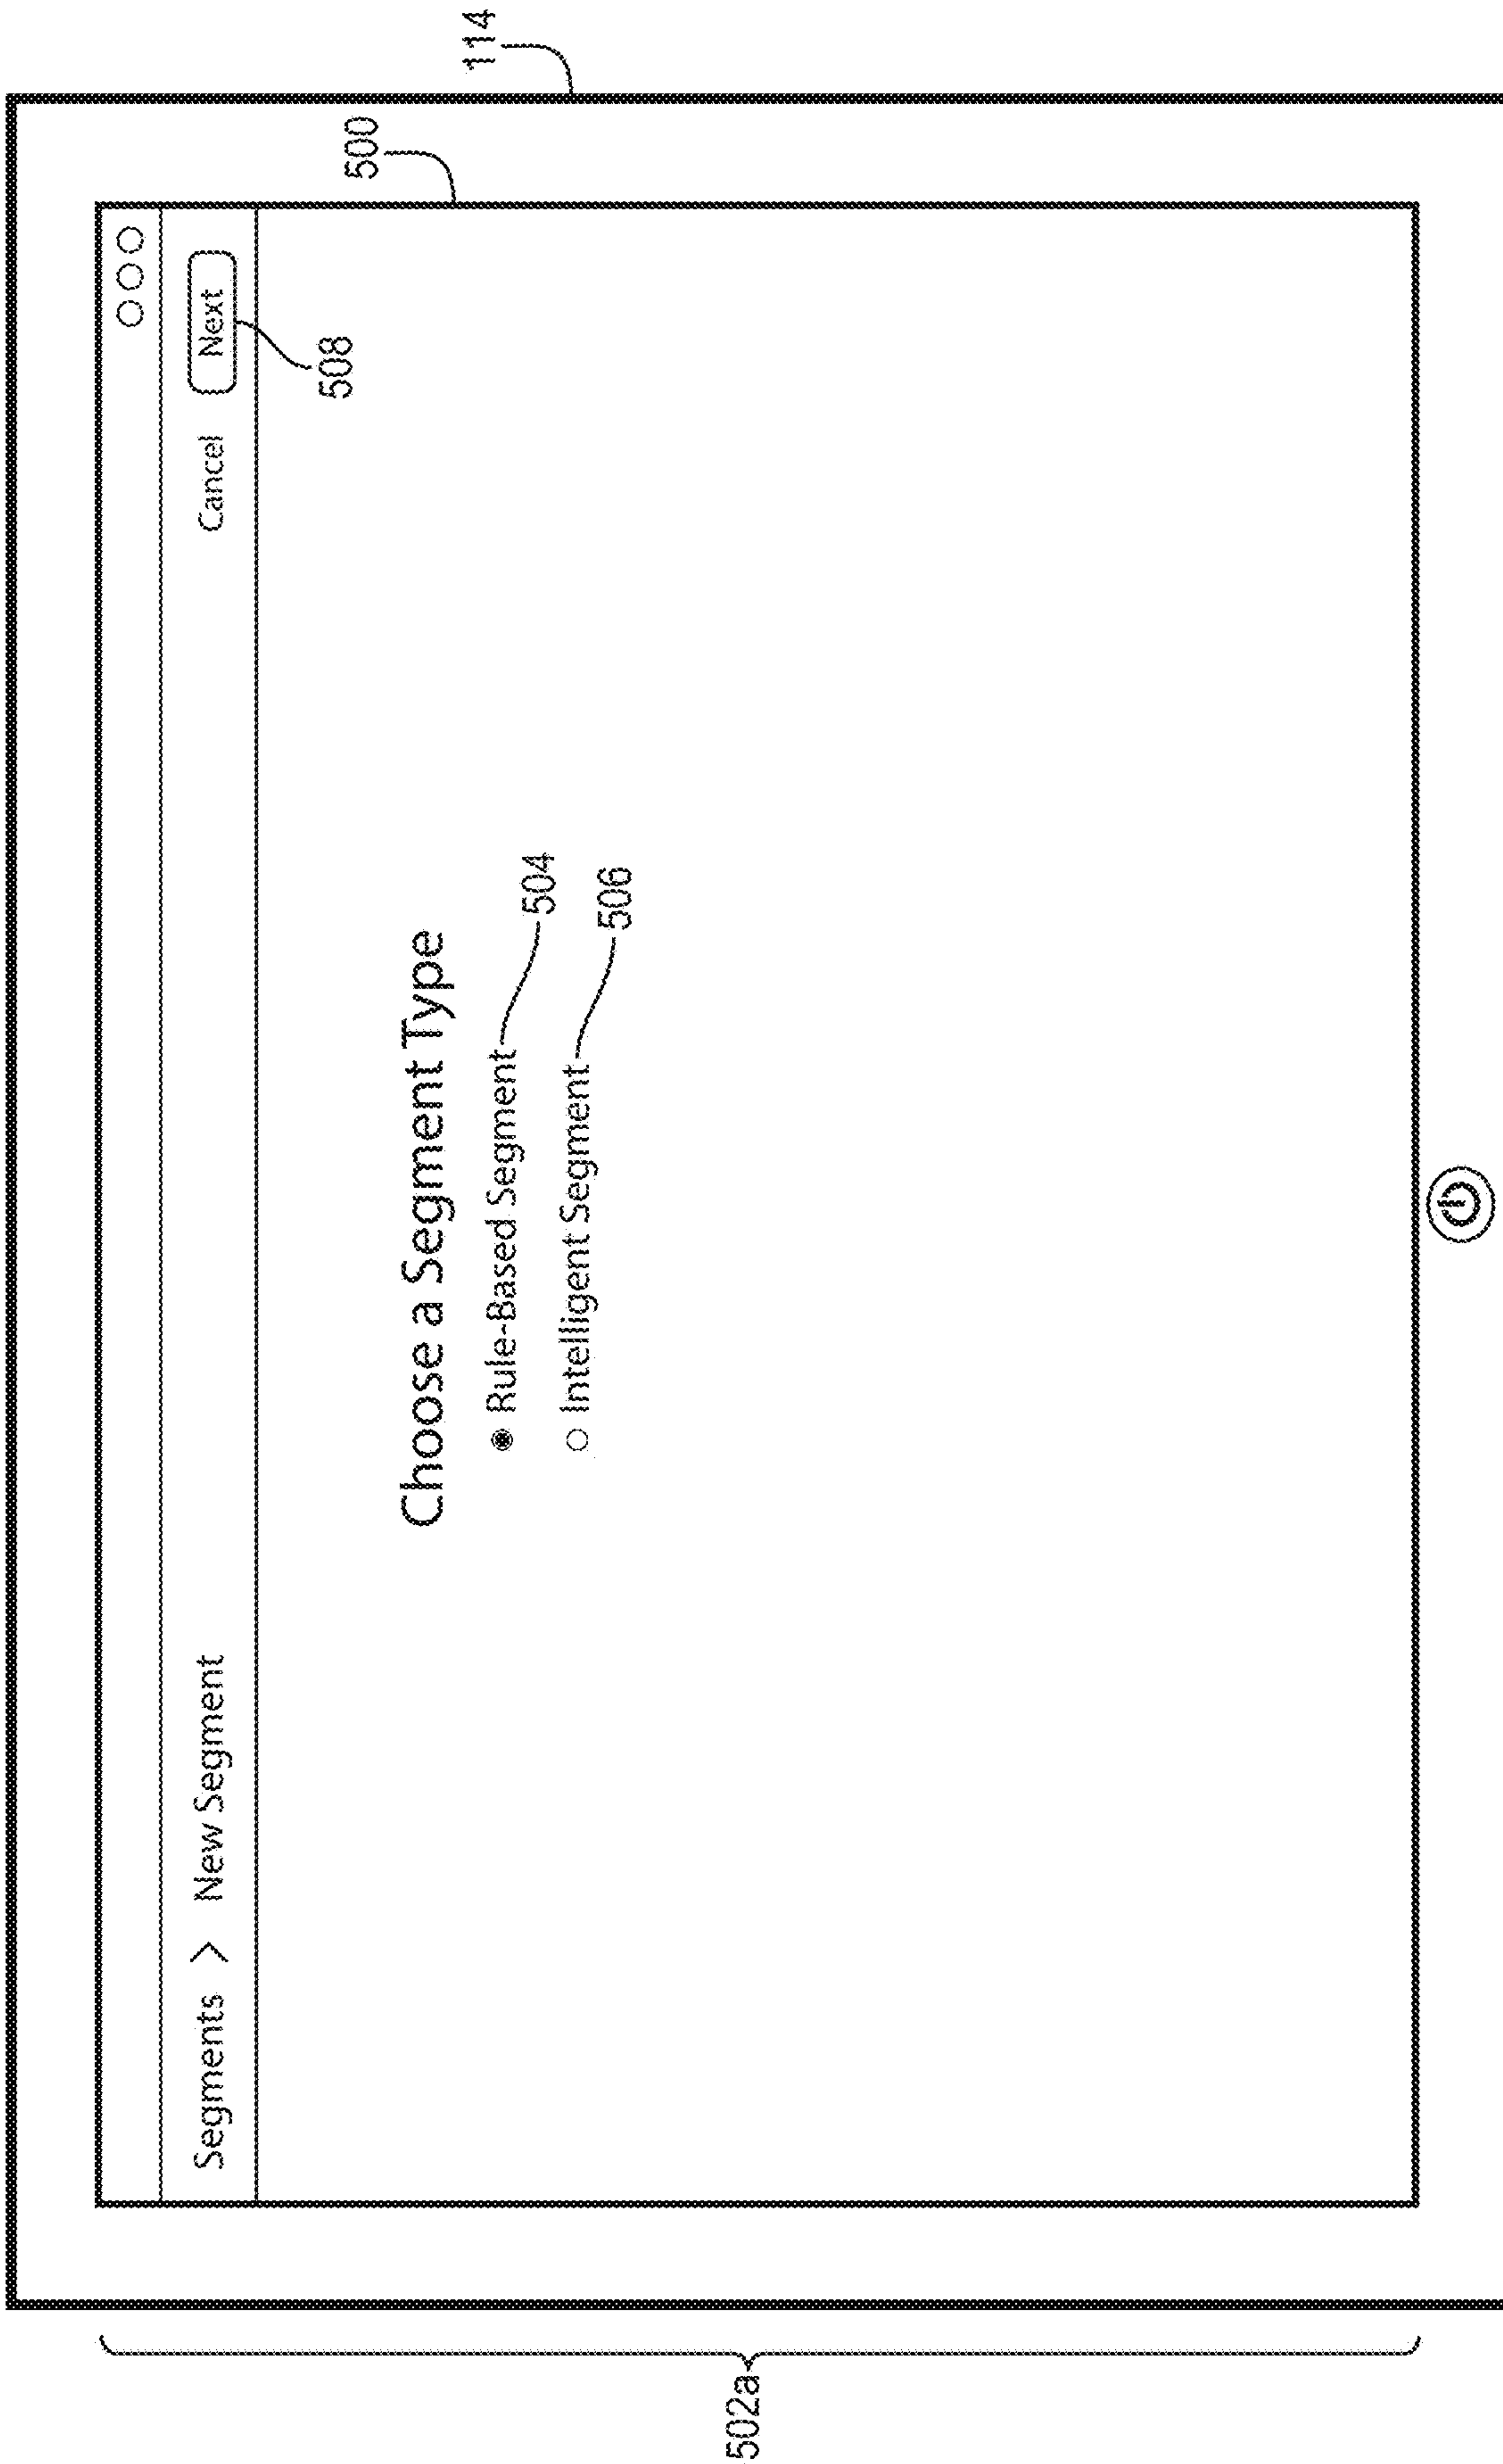 114
500
Segments > New Segment Cancel Next
508
Choose a Segment Type
Rule-Based Segment 504
Intelligent Segment 506
502a